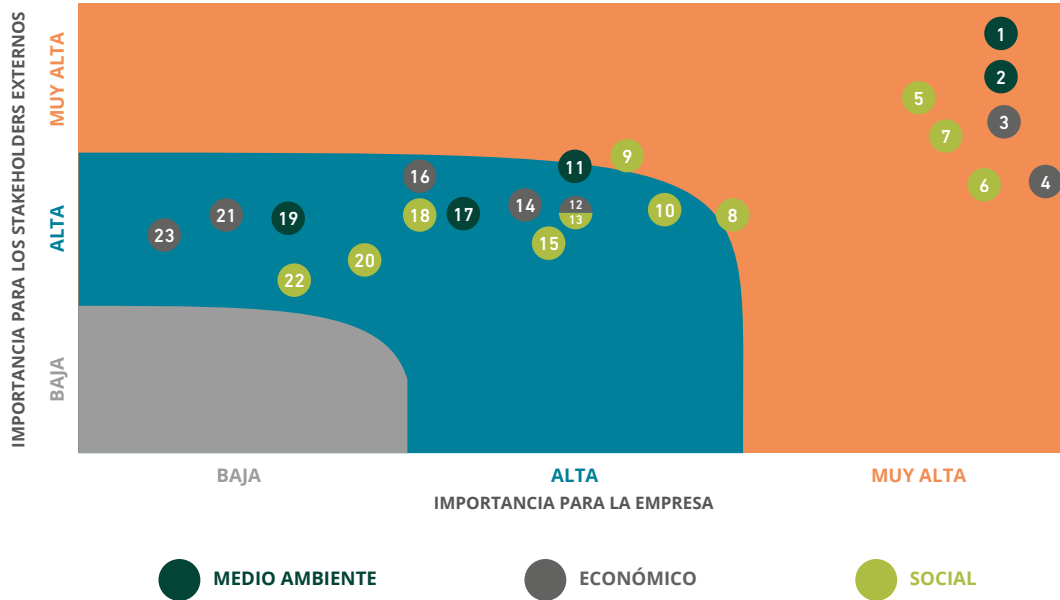 IMPORTANCIA PARA LOS STAKEHOLDERS EXTERNOS
MUY ALTA
ALTA
BAJA
1
2
5
3
7
9
11
16
6
4
14
12
10
18
17
21
8
19
13
23
15
20
22
BAJA
ALTA
MUY ALTA
IMPORTANCIA PARA LA EMPRESA
MEDIO AMBIENTE
ECONÓMICO
SOCIAL